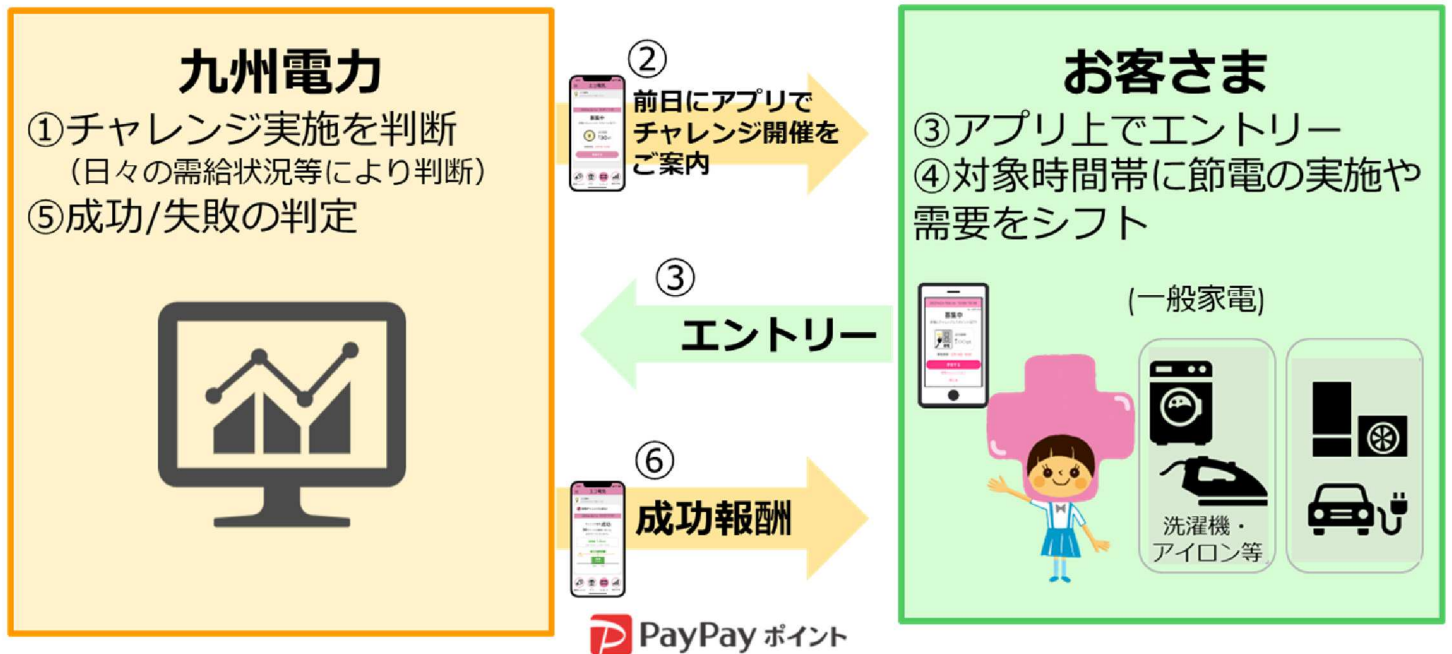 九州電力
①チャレンジ実施を判断
（日々の需給状況等により判断）
⑤成功/失敗の判定
②
前日にアプリで
チャレンジ開催を
ご案内
③
エントリー
⑥
成功報酬
PayPay ポイント
お客さま
③アプリ上でエントリー
④対象時間帯に節電の実施や
需要をシフト
(一般家電)
募集中
募集中
洗濯機・
アイロン等